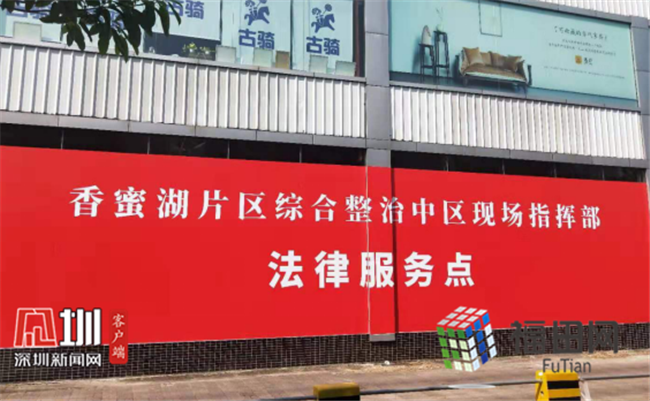 古骑
古骑
古骑
香蜜湖片区综合整治中区现场指挥部
法律服务点
圳
客户端
深圳新闻网
福田网
FuTian